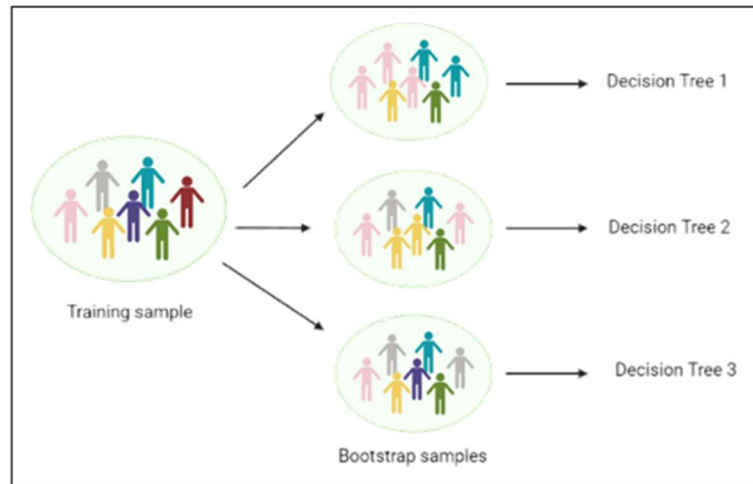 Decision Tree 1
Decision Tree 2
Training sample
Decision Tree 3
Bootstrap samples